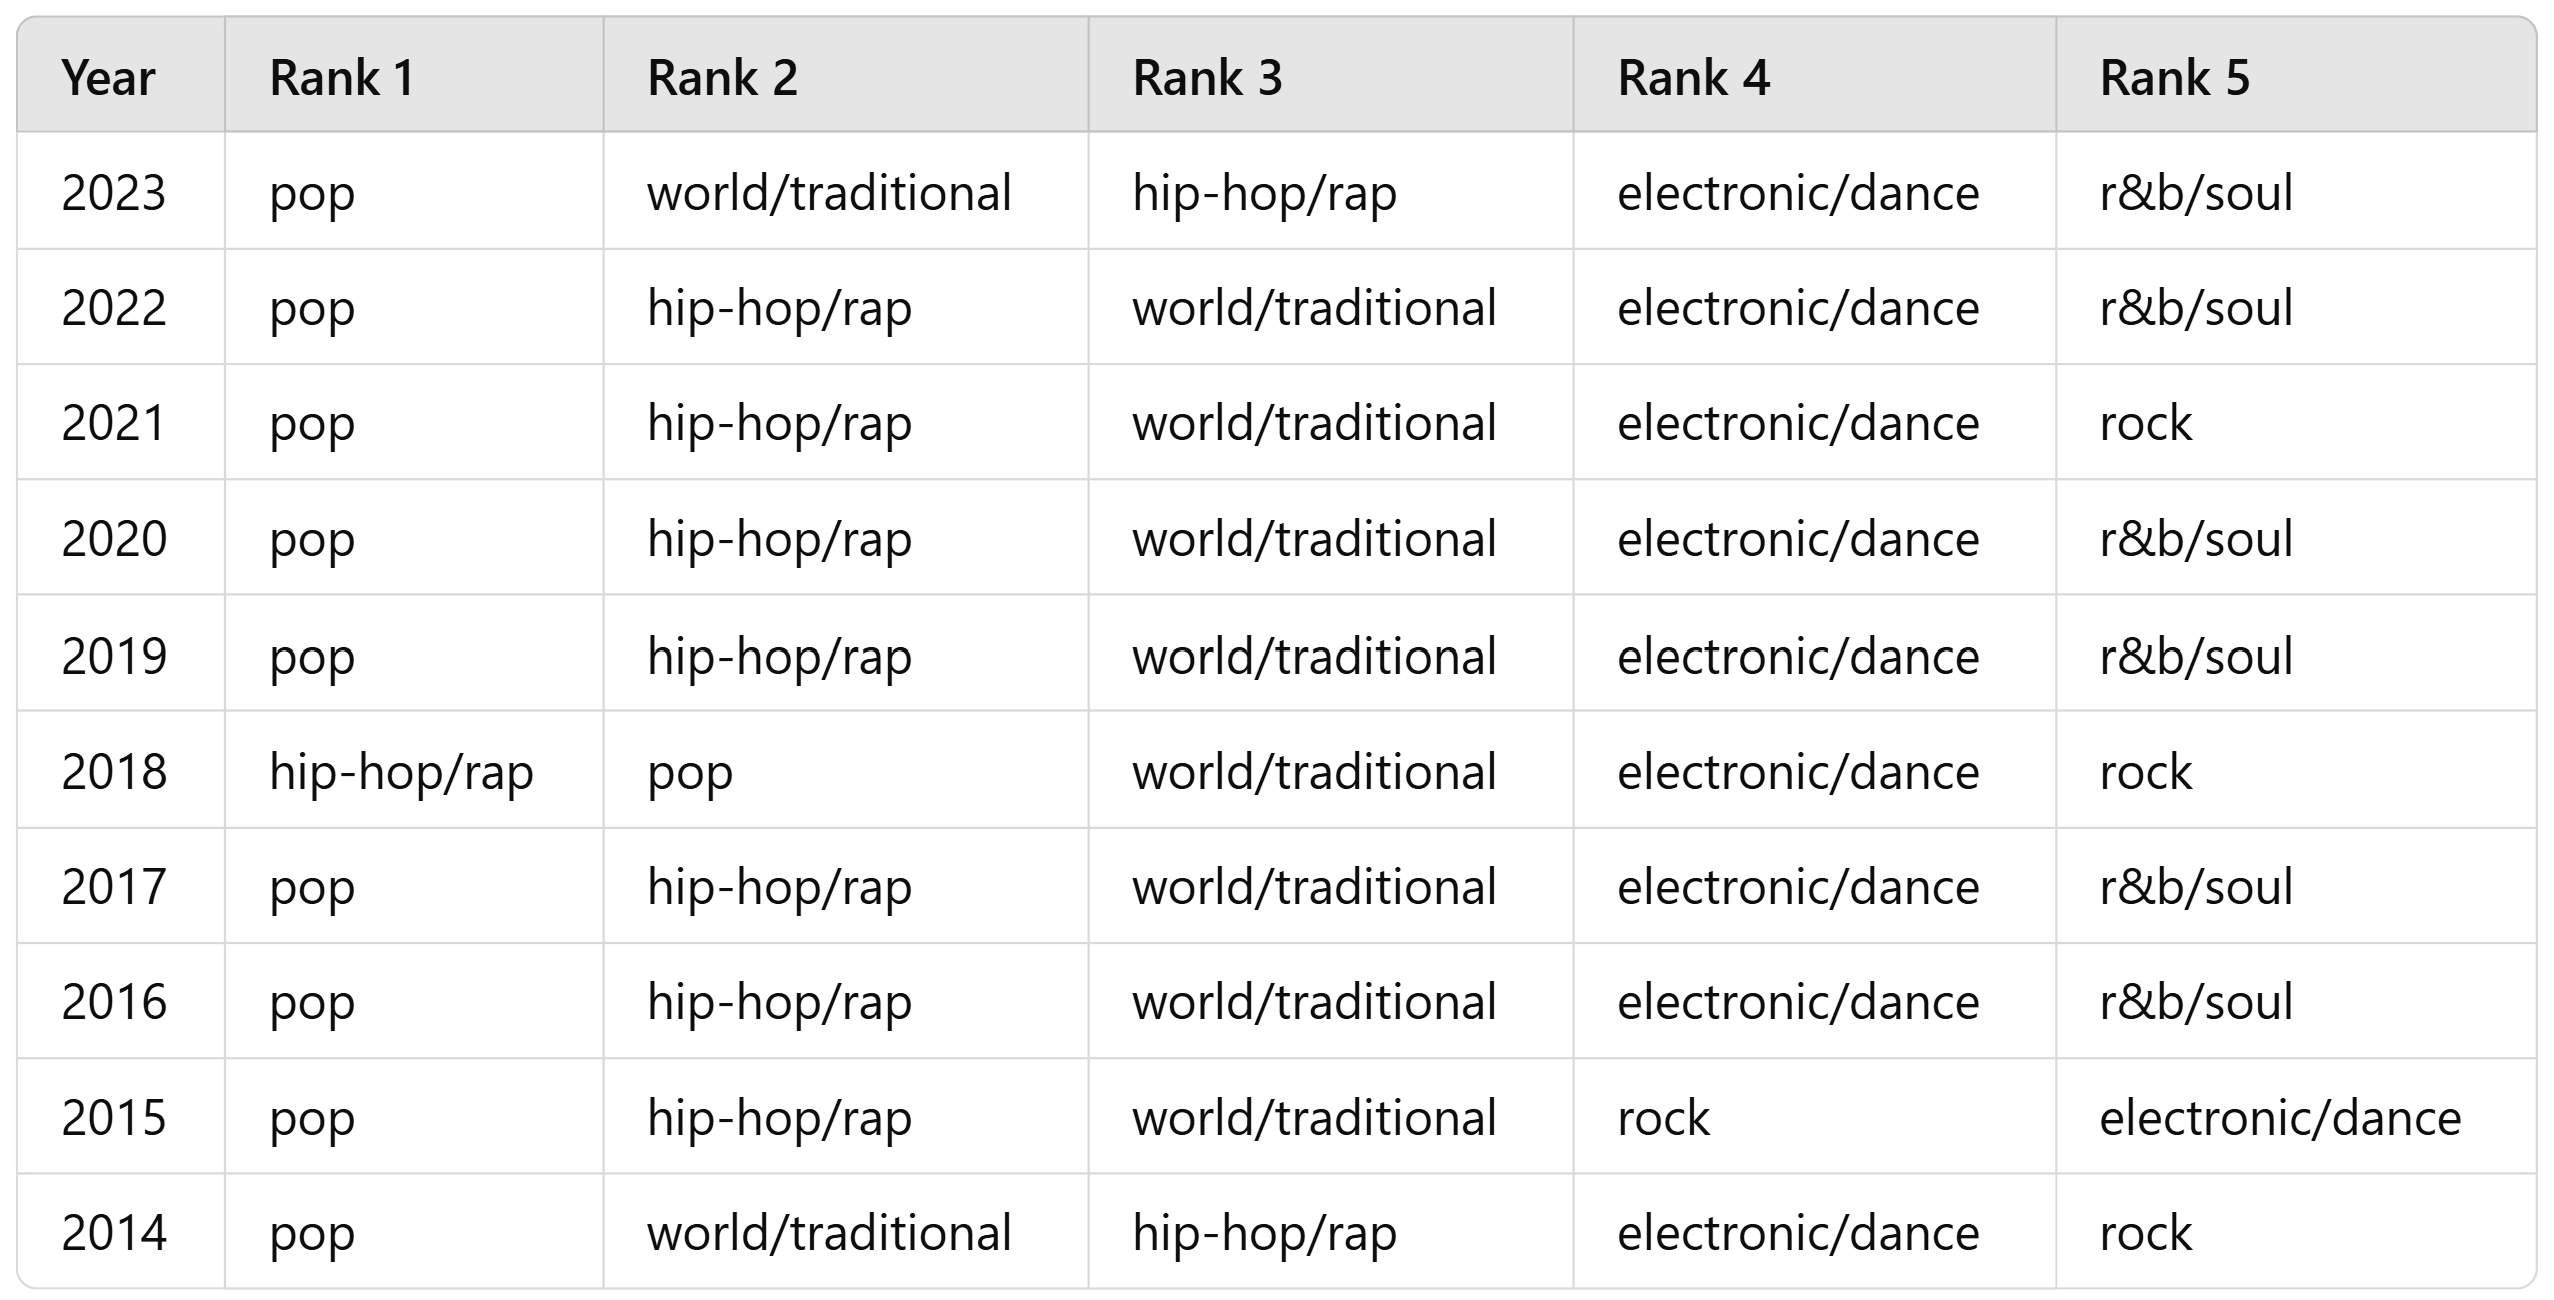 Year Rank 1 Rank 2 Rank 3 Rank 4 Rank 5
2023 pop world/traditional hip-hop/rap electronic/dance r&b/soul
2022 pop hip-hop/rap world/traditional electronic/dance r&b/soul
2021 pop hip-hop/rap world/traditional electronic/dance rock
2020 pop hip-hop/rap world/traditional electronic/dance r&b/soul
2019 pop hip-hop/rap world/traditional electronic/dance r&b/soul
2018 hip-hop/rap pop world/traditional electronic/dance rock
2017 pop hip-hop/rap world/traditional electronic/dance r&b/soul
2016 pop hip-hop/rap world/traditional electronic/dance r&b/soul
2015 pop hip-hop/rap world/traditional rock electronic/dance
2014 pop world/traditional hip-hop/rap electronic/dance rock